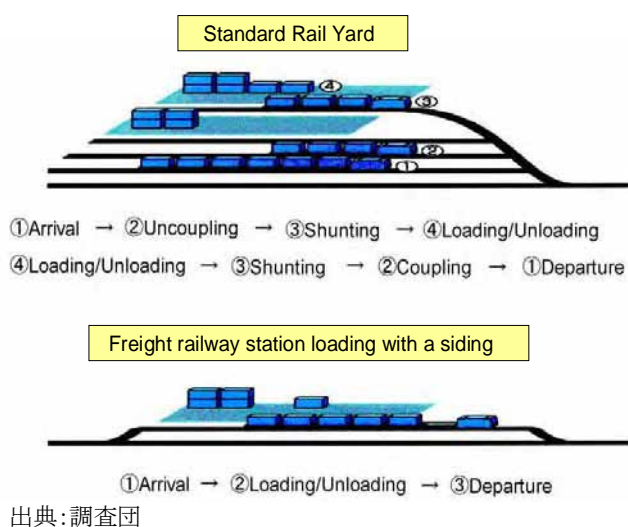 Standard Rail Yard
④
③
②
①
①Arrival → ②Uncoupling → ③Shunting → ④Loading/Unloading
④Loading/Unloading → ③Shunting → ②Coupling → ①Departure
Freight railway station loading with a siding
①Arrival → ②Loading/Unloading → ③Departure
出典：調査団